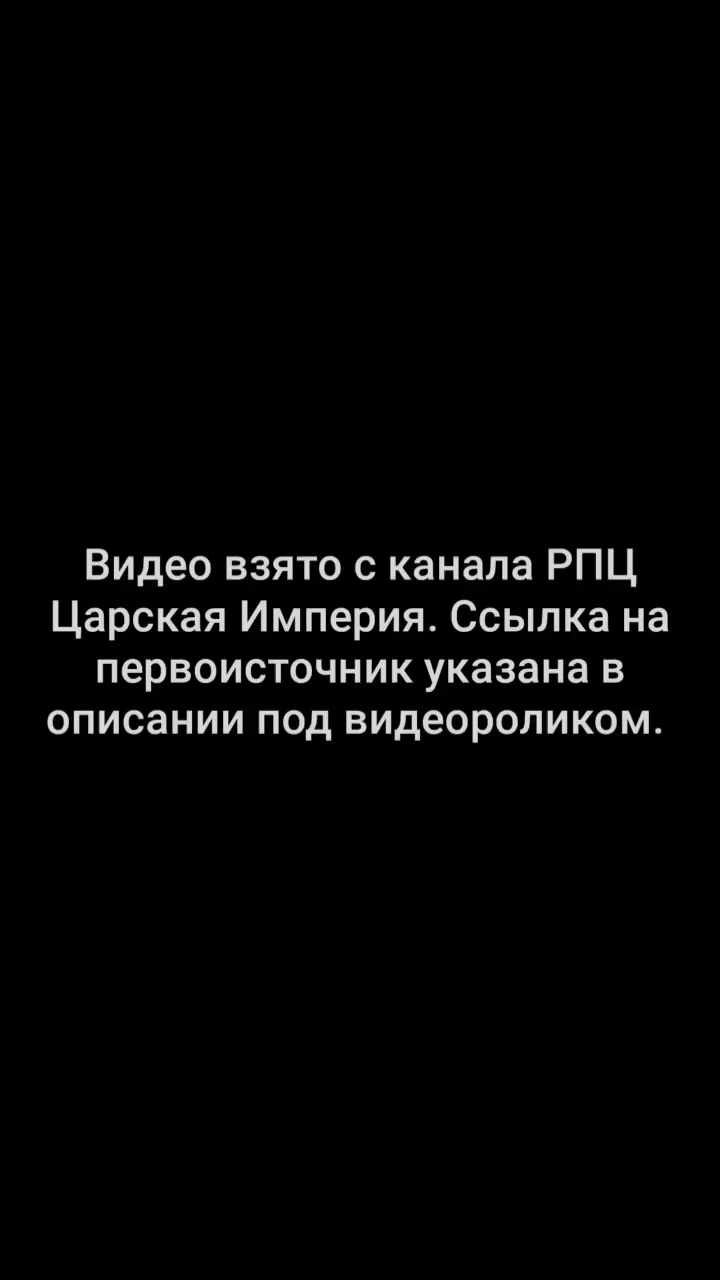 Видео взято с канала РПЦ
Царская Империя. Ссылка на
первоисточник указана в
описании под видеороликом.